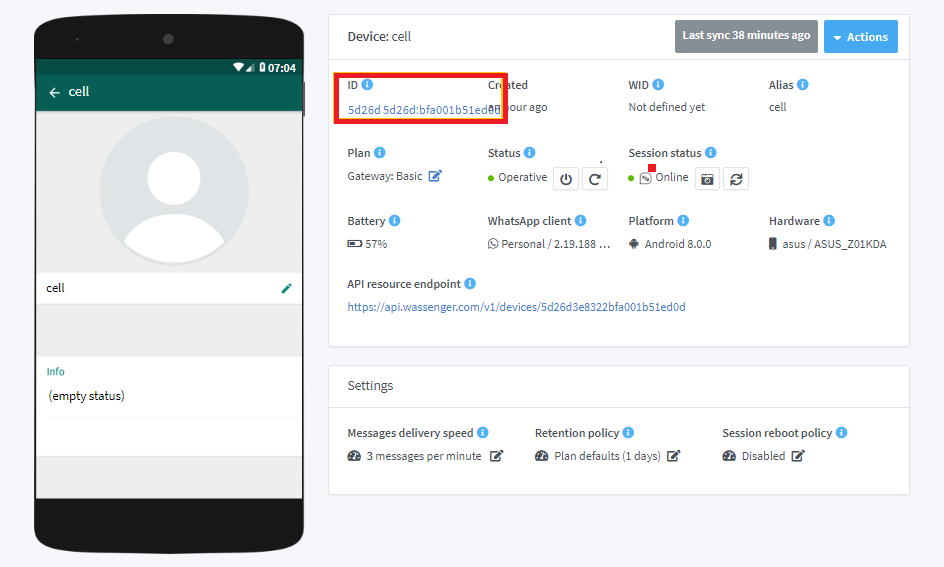 07:04
cell
cell
Info
(empty status)
Device: cell
Last sync 38 minutes ago
Actions
ID
Created
WID
Alias
5d26d 5d26d:bfa001b51ed0d
hour ago
Not defined yet
cell
Plan
Status
Session status
Gateway: Basic
Operative
Online
Battery
WhatsApp client
Platform
Hardware
57%
Personal / 2.19.188 ...
Android 8.0.0
asus / ASUS_Z01KDA
API resource endpoint
https://api.wassenger.com/v1/devices/5d26d3e8322bfa001b51ed0d
Settings
Messages delivery speed
Retention policy
Session reboot policy
3 messages per minute
Plan defaults (1 days)
Disabled